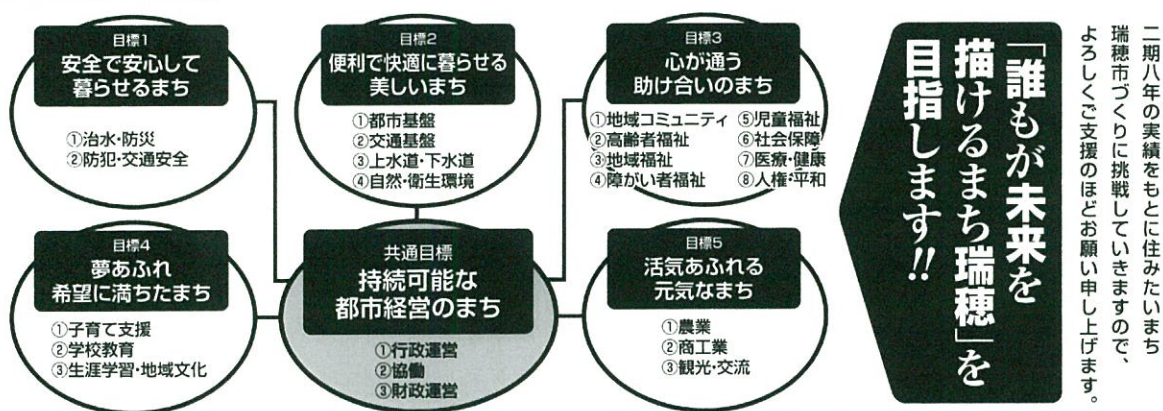 目標1
安全で安心して
暮らせるまち
①治水・防災
②防犯・交通安全
目標2
便利で快適に暮らせる
美しいまち
①都市基盤
②交通基盤
③上水道・下水道
④自然・衛生環境
目標3
心が通う
助け合いのまち
①地域コミュニティ
②高齢者福祉
③地域福祉
④障がい者福祉
⑤児童福祉
⑥社会保障
⑦医療・健康
⑧人権・平和
目標4
夢あふれ
希望に満ちたまち
①子育て支援
②学校教育
③生涯学習・地域文化
共通目標
持続可能な
都市経営のまち
①行政運営
②協働
③財政運営
目標5
活気あふれる
元気なまち
①農業
②商工業
③観光・交流
二期八年の実績をもとに住みたいまち
瑞穂市づくりに挑戦していきますので、
よろしくご支援のほどお願い申し上げます。
「誰もが未来を
描けるまち瑞穂」を
目指します!!